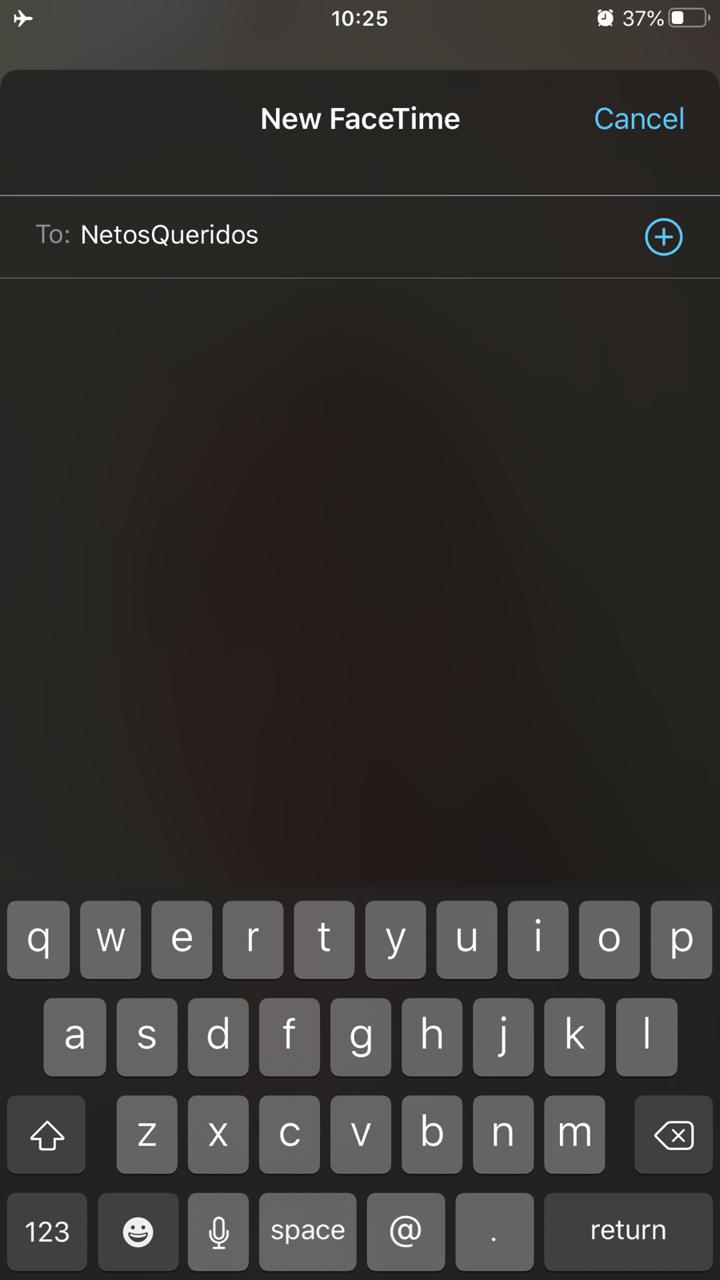 10:25
37%
New FaceTime
Cancel
To: NetosQueridos
q w e r t y u i o p
a s d f g h j k l
z x c v b n m
123 space @ . return